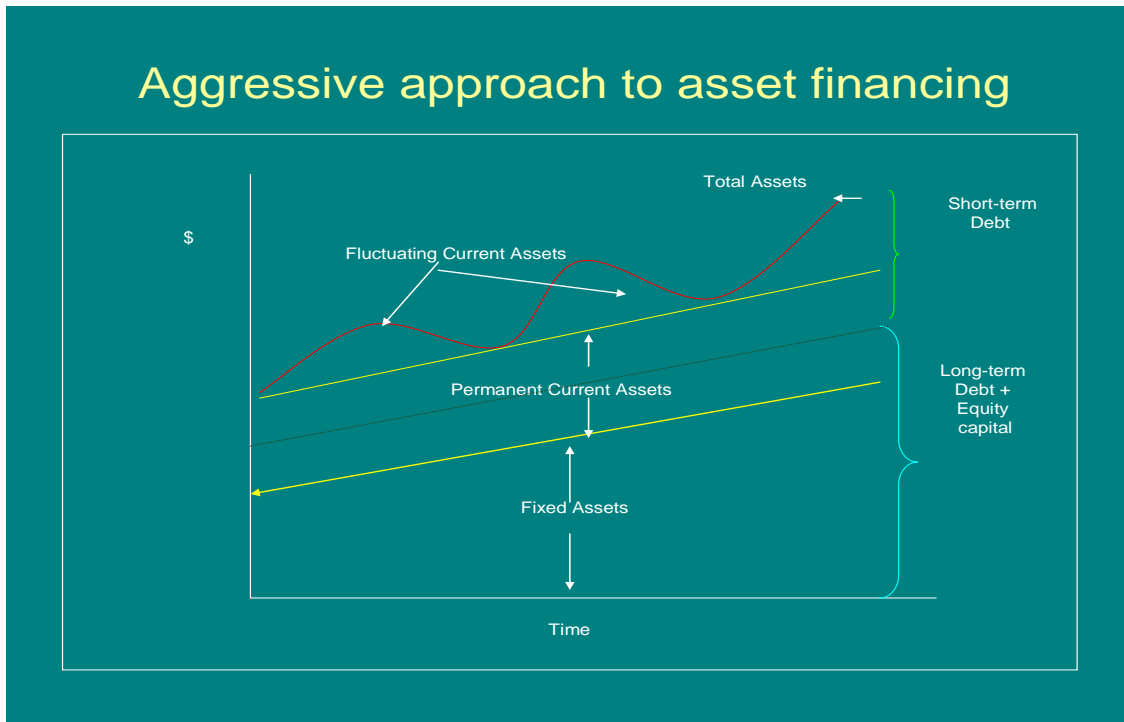 Aggressive approach to asset financing
Total Assets
Short-term
Debt
$
Fluctuating Current Assets
Long-term
Debt +
Equity
capital
Permanent Current Assets
Fixed Assets
Time